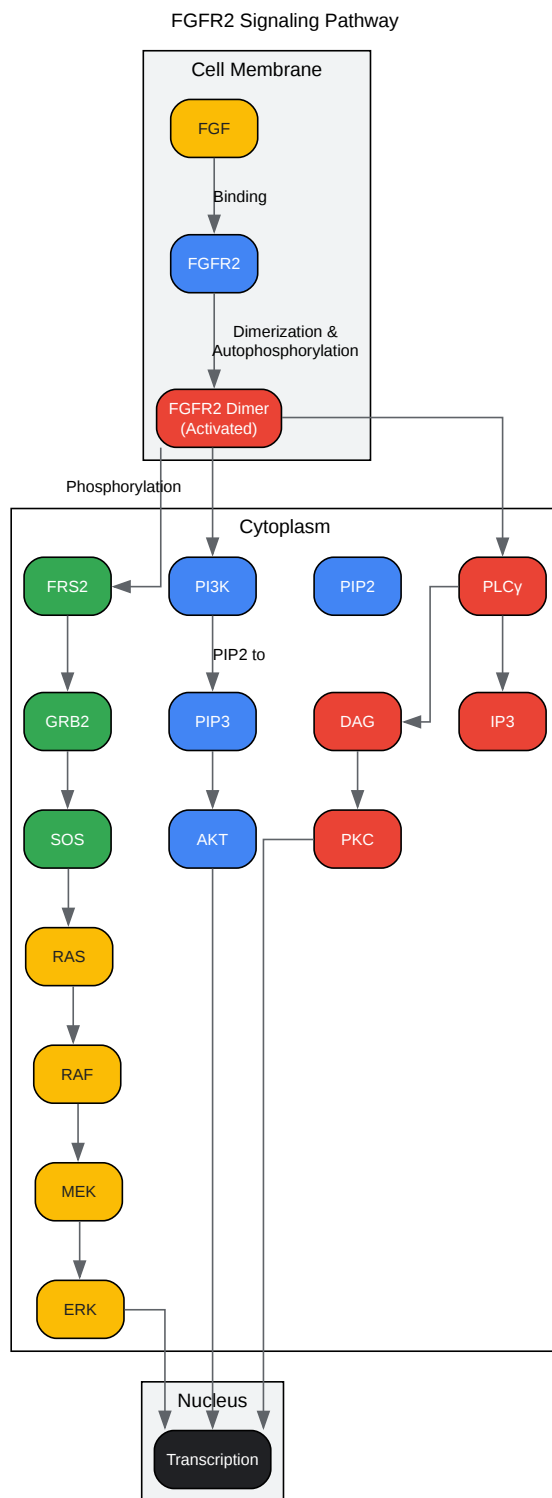 FGFR2 Signaling Pathway
Cell Membrane
FGF
Binding
FGFR2
Dimerization &
Autophosphorylation
FGFR2 Dimer
(Activated)
Phosphorylation
Cytoplasm
FRS2
PI3K
PIP2
PLCγ
PIP2 to
GRB2
PIP3
DAG
IP3
SOS
AKT
PKC
RAS
RAF
MEK
ERK
Nucleus
Transcription